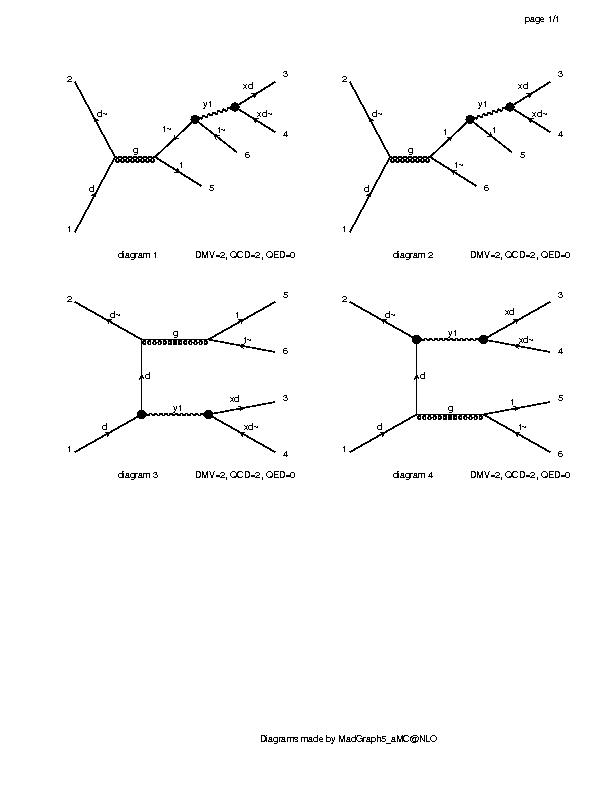 page 1/1
2
3
xd
y1
xd~
d~
t~
t~
4
g
6
t
d
5
1
diagram 1 DMV=2, QCD=2, QED=0
2
3
xd
y1
xd~
d~
t
t
4
g
5
t~
d
6
1
diagram 2 DMV=2, QCD=2, QED=0
2
5
d~
t
g
t~
6
d
xd
3
y1
d
xd~
1
4
diagram 3 DMV=2, QCD=2, QED=0
2
3
d~
xd
y1
xd~
4
d
t
5
g
d
t~
1
6
diagram 4 DMV=2, QCD=2, QED=0
Diagrams made by MadGraph5_aMC@NLO